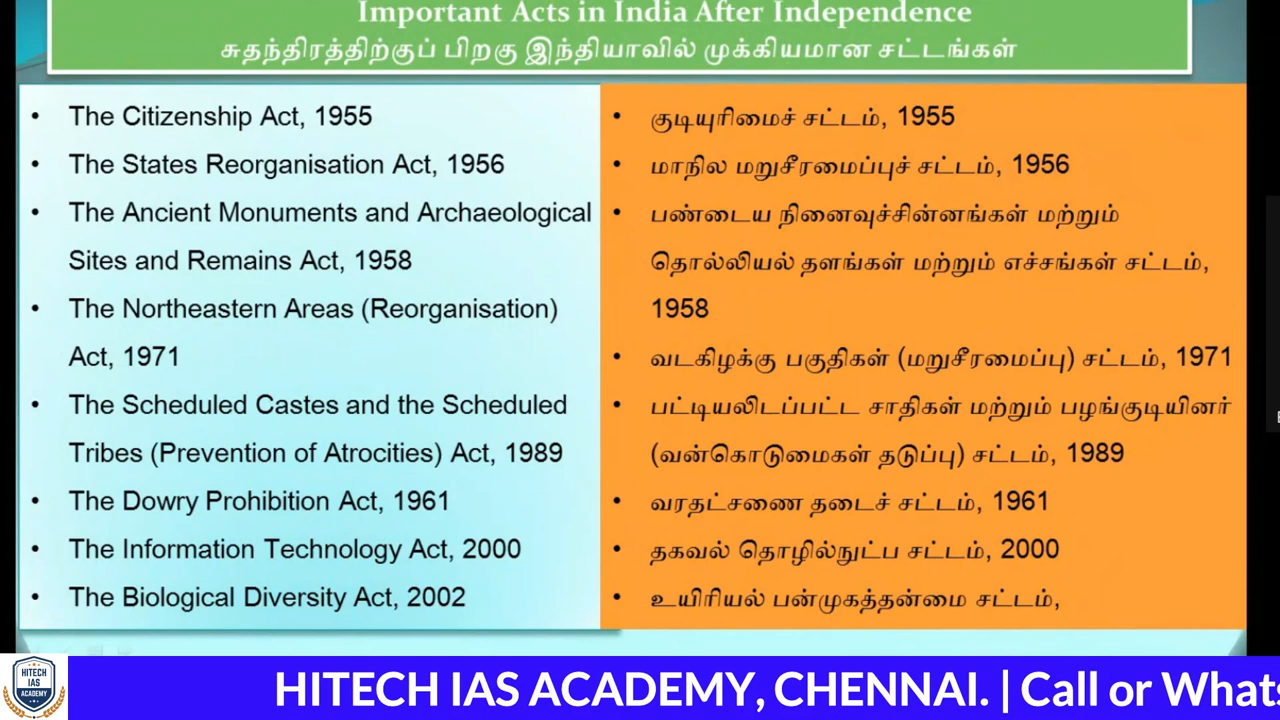 Important Acts in India After Independence
சுதந்திரத்திற்குப் பிறகு இந்தியாவில் முக்கியமான சட்டங்கள்
• The Citizenship Act, 1955
• The States Reorganisation Act, 1956
• The Ancient Monuments and Archaeological
Sites and Remains Act, 1958
• The Northeastern Areas (Reorganisation)
Act, 1971
• The Scheduled Castes and the Scheduled
Tribes (Prevention of Atrocities) Act, 1989
• The Dowry Prohibition Act, 1961
• The Information Technology Act, 2000
• The Biological Diversity Act, 2002
• குடியுரிமைச் சட்டம், 1955
• மாநில மறுசீரமைப்புச் சட்டம், 1956
• பண்டைய நினைவுச்சின்னங்கள் மற்றும்
தொல்லியல் தளங்கள் மற்றும் எச்சங்கள் சட்டம்,
1958
• வடகிழக்கு பகுதிகள் (மறுசீரமைப்பு) சட்டம், 1971
• பட்டியலிடப்பட்ட சாதிகள் மற்றும் பழங்குடியினர்
(வன்கொடுமைகள் தடுப்பு) சட்டம், 1989
• வரதட்சணை தடைச் சட்டம், 1961
• தகவல் தொழில்நுட்ப சட்டம், 2000
• உயிரியல் பன்முகத்தன்மை சட்டம்,
HITECH
IAS
ACADEMY
HITECH IAS ACADEMY, CHENNAI. | Call or Whats